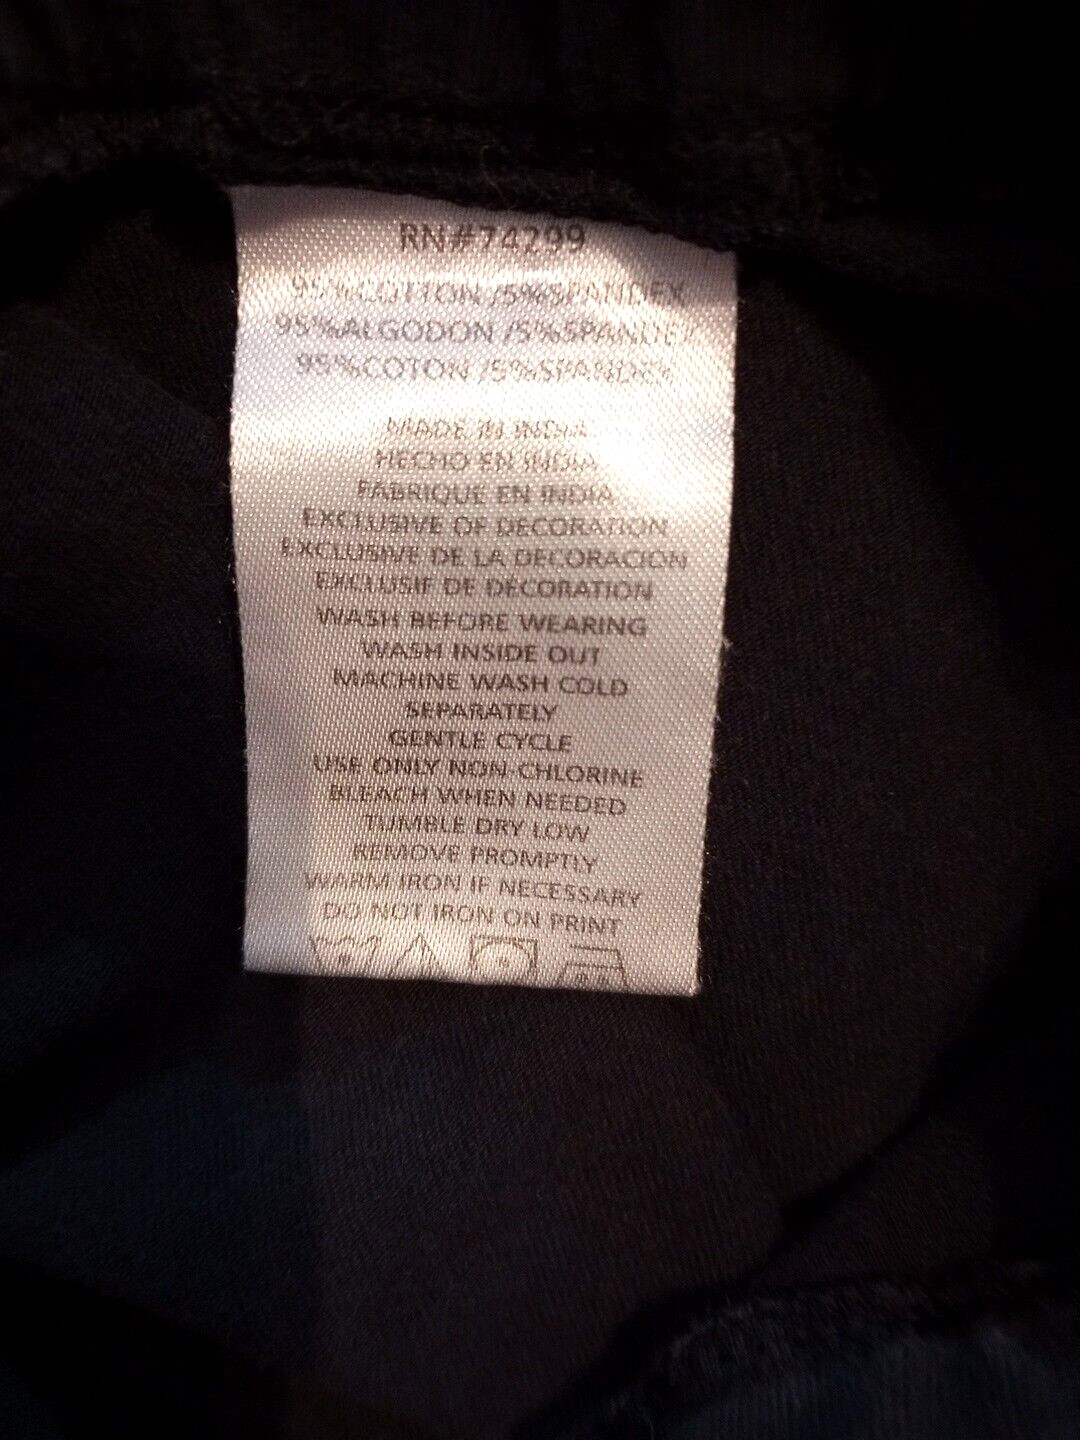 RN#74299
95%COTTON /5%SPANDEX
95%ALGODON /5%SPANDEX
95%COTON /5%SPANDEX
MADE IN INDIA
HECHO EN INDIA
FABRIQUE EN INDIA
EXCLUSIVE OF DECORATION
EXCLUSIVE DE LA DECORACION
EXCLUSIF DE DECORATION
WASH BEFORE WEARING
WASH INSIDE OUT
MACHINE WASH COLD
SEPARATELY
GENTLE CYCLE
USE ONLY NON-CHLORINE
BLEACH WHEN NEEDED
TUMBLE DRY LOW
REMOVE PROMPTLY
WARM IRON IF NECESSARY
DO NOT IRON ON PRINT